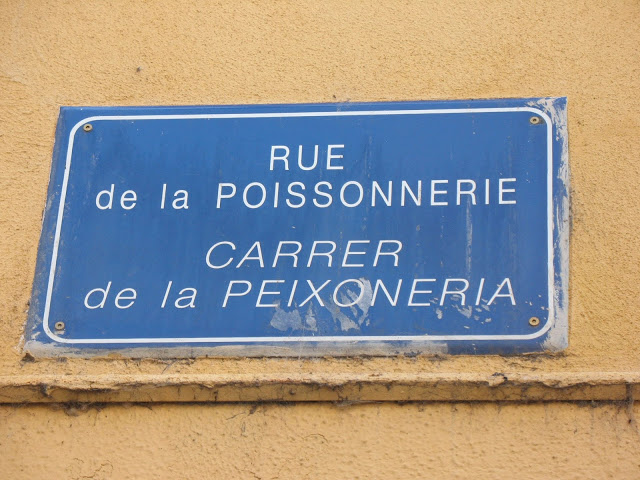 RUE
de la POISSONNERIE
CARRER
de la PEIXONERIA